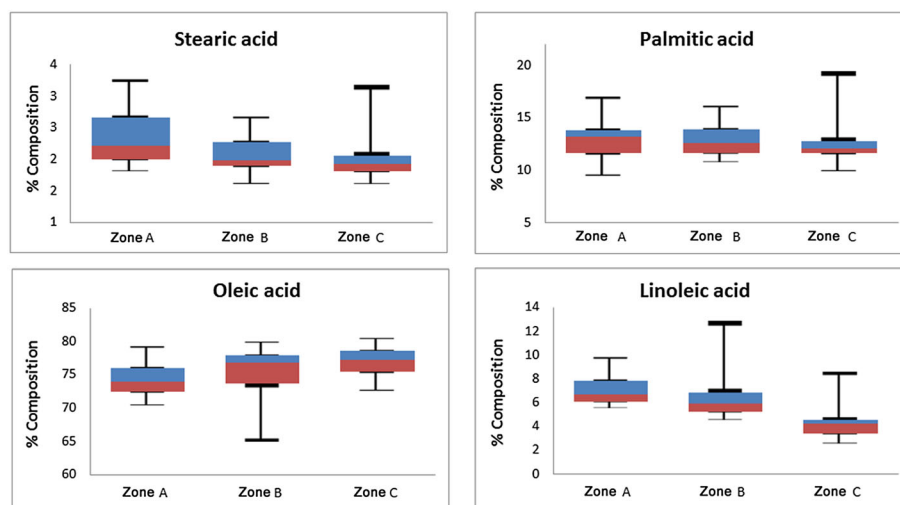 Stearic acid
% Composition
4
3
3
2
2
1
Zone A
Zone B
Zone C
Palmitic acid
% Composition
20
15
10
5
Zone A
Zone B
Zone C
Oleic acid
% Composition
85
80
75
70
65
60
Zone A
Zone B
Zone C
Linoleic acid
% Composition
14
12
10
8
6
4
2
0
Zone A
Zone B
Zone C